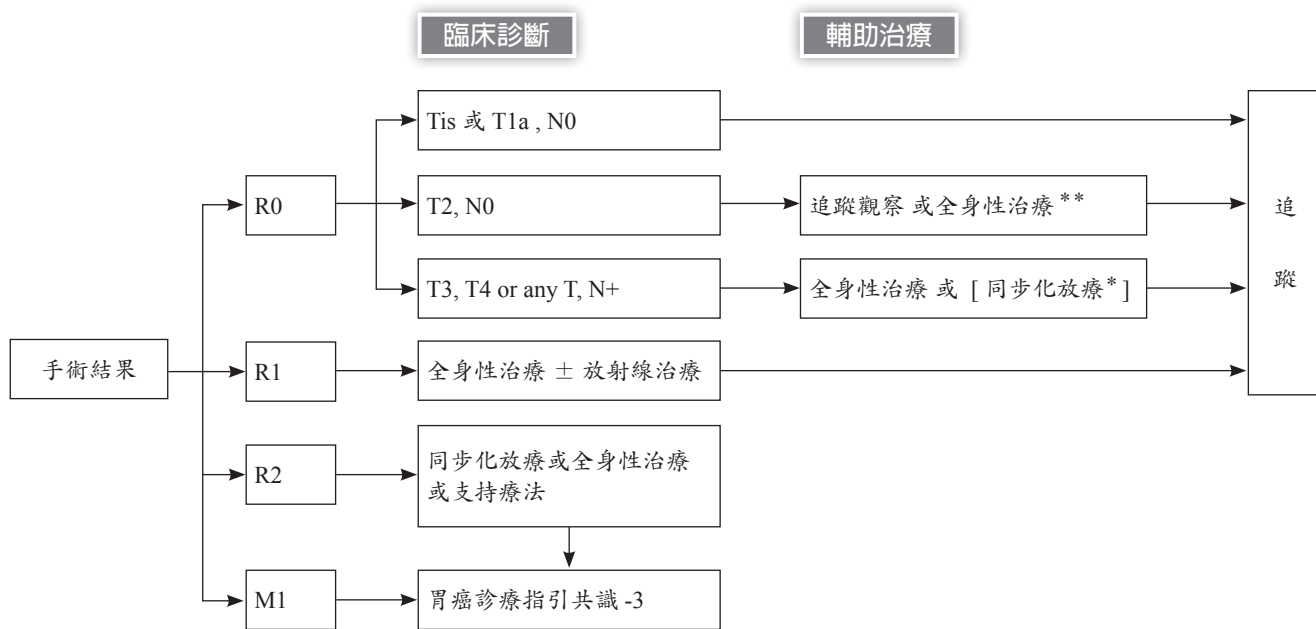 臨床診斷
輔助治療
Tis 或 T1a , N0
R0
T2, N0
追蹤觀察 或全身性治療**
追
蹤
T3, T4 or any T, N+
全身性治療 或 [ 同步化放療* ]
手術結果
R1
全身性治療 ± 放射線治療
R2
同步化放療或全身性治療
或支持療法
M1
胃癌診療指引共識 -3